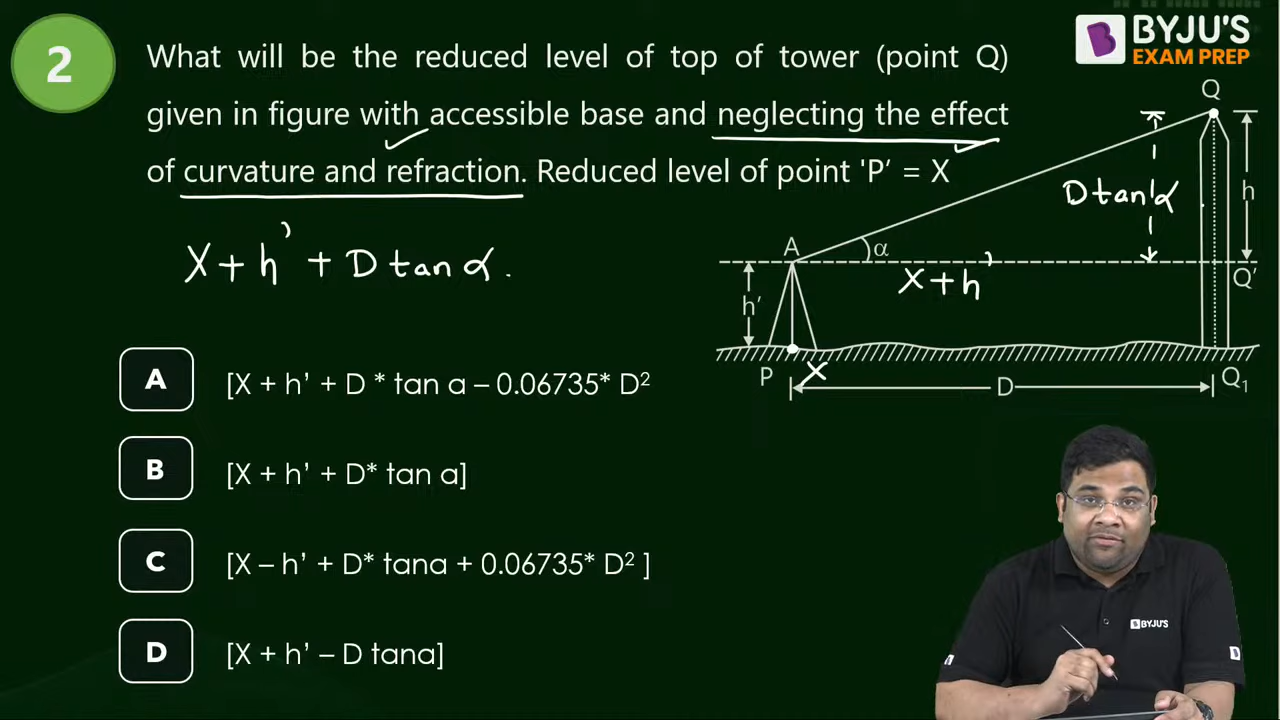 2
What will be the reduced level of top of tower (point Q)
given in figure with accessible base and neglecting the effect
of curvature and refraction. Reduced level of point 'P' = X
X + h' + D tan α.
A
[X + h' + D * tan a – 0.06735* D²
B
[X + h' + D* tan a]
C
[X – h' + D* tana + 0.06735* D² ]
D
[X + h' – D tana]
BYJU'S
EXAM PREP
Q
D tan α
h
A
α
X + h'
Q'
h'
P
X
D
Q₁
BYJU'S